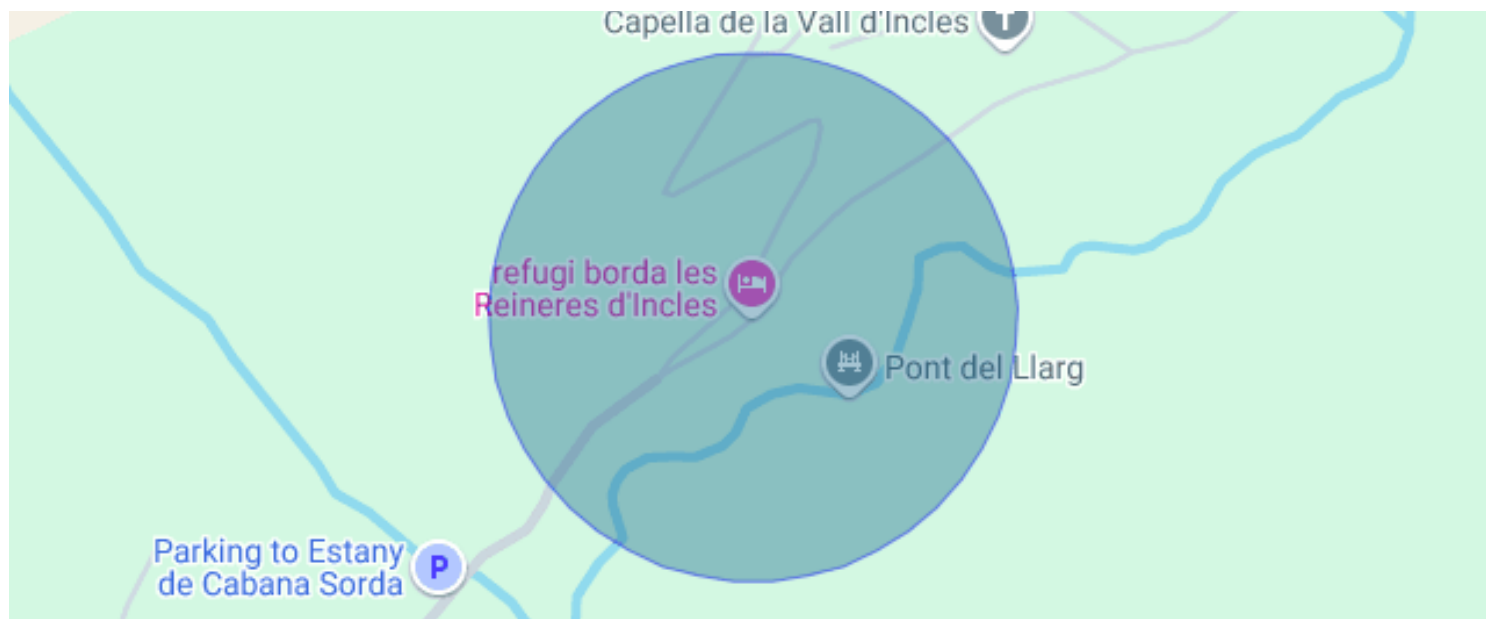 Capella de la Vall d'Incles
refugi borda les
Reineres d'Incles
Pont del Llarg
Parking to Estany
de Cabana Sorda
P